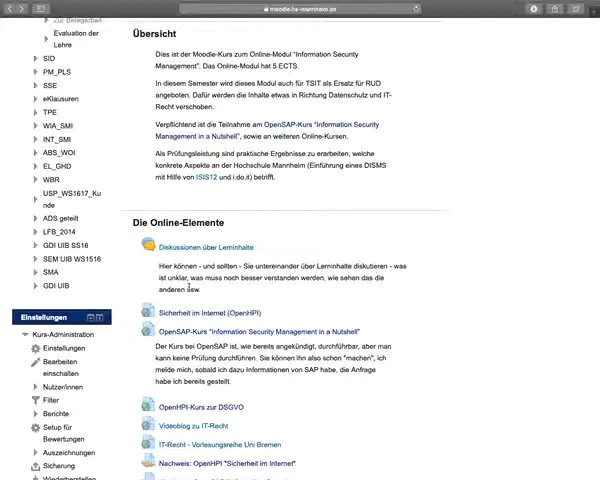 moodle.hs-mannheim.de
Zur Belegarbeit
Evaluation der
Lehre
SID
PM_PLS
SSE
eKlausuren
TPE
WIA_SMI
INT_SMI
ABS_WOI
EL_GHD
WBR
USP_WS1617_Ku
nde
ADS geteilt
LFB_2014
GDI UIB SS16
SEM UIB WS1516
SMA
GDI UIB
Einstellungen
Kurs-Administration
Einstellungen
Bearbeiten
einschalten
Nutzer/innen
Filter
Berichte
Setup für
Bewertungen
Auszeichnungen
Sicherung
Wiederherstellen
Übersicht
Dies ist der Moodle-Kurs zum Online-Modul "Information Security
Management". Das Online-Modul hat 5 ECTS.
In diesem Semester wird dieses Modul auch für TSIT als Ersatz für RUD
angeboten. Dafür werden die Inhalte etwas in Richtung Datenschutz und IT-
Recht verschoben.
Verpflichtend ist die Teilnahme am OpenSAP-Kurs "Information Security
Management in a Nutshell", sowie an weiteren Online-Kursen.
Als Prüfungsleistung sind praktische Ergebnisse zu erarbeiten, welche
konkrete Aspekte an der Hochschule Mannheim (Einführung eines DISMS
mit Hilfe von ISIS12 und i:do.it) betrifft.
Die Online-Elemente
Diskussionen über Lerninhalte
Hier können - und sollten - Sie untereinander über Lerninhalte diskutieren - was
ist unklar, was muss noch besser verstanden werden, wie sehen das die
anderen usw.
Sicherheit im Internet (OpenHPI)
OpenSAP-Kurs "Information Security Management in a Nutshell"
Der Kurs bei OpenSAP ist, wie bereits angekündigt, durchführbar, aber man
kann keine Prüfung durchführen. Sie können ihn also schon "machen", ich
melde mich, sobald ich dazu Informationen von SAP habe, die Anfrage
habe ich bereits gestellt.
OpenHPI-Kurs zur DSGVO
Videoblog zu IT-Recht
IT-Recht - Vorlesungsreihe Uni Bremen
Nachweis: OpenHPI "Sicherheit im Internet"